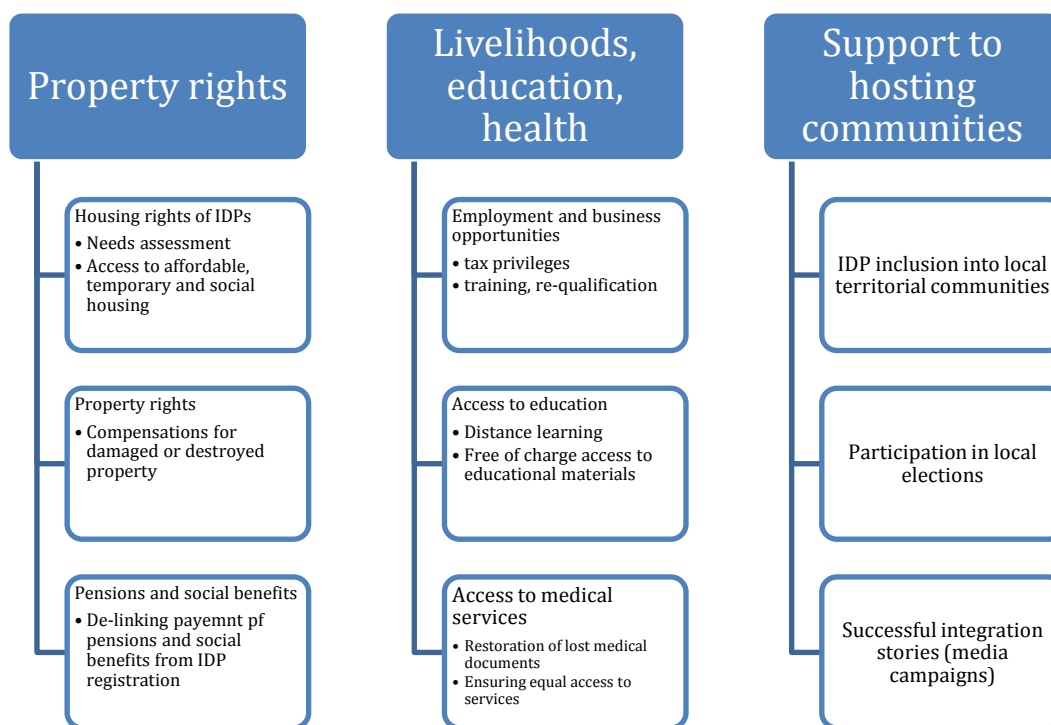 Property rights
Housing rights of IDPs
• Needs assessment
• Access to affordable,
temporary and social
housing
Property rights
• Compensations for
damaged or destroyed
property
Pensions and social benefits
• De-linking payemnt pf
pensions and social
benefits from IDP
registration
Livelihoods,
education,
health
Employment and business
opportunities
• tax privileges
• training, re-qualification
Access to education
• Distance learning
• Free of charge access to
educational materials
Access to medical
services
• Restoration of lost medical
documents
• Ensuring equal access to
services
Support to
hosting
communities
IDP inclusion into local
territorial communities
Participation in local
elections
Successful integration
stories (media
campaigns)